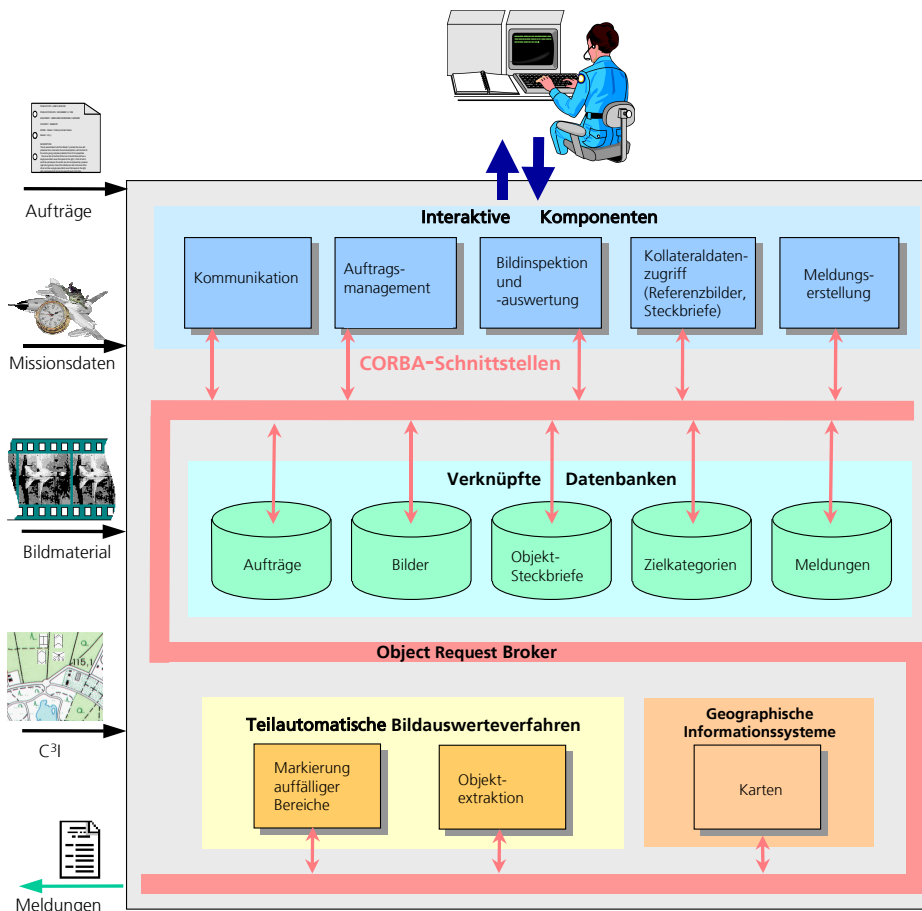 Aufträge
Missionsdaten
Bildmaterial
C³I
Meldungen
Interaktive Komponenten
Kommunikation
Auftrags-
management
Bildinspektion
und
-auswertung
Kollateraldaten-
zugriff
(Referenzbilder,
Steckbriefe)
Meldungs-
erstellung
CORBA-Schnittstellen
Verknüpfte Datenbanken
Aufträge
Bilder
Objekt-
Steckbriefe
Zielkategorien
Meldungen
Object Request Broker
Teilautomatische Bildauswerteverfahren
Markierung
auffälliger
Bereiche
Objekt-
extraktion
Geographische
Informationssysteme
Karten
115,1